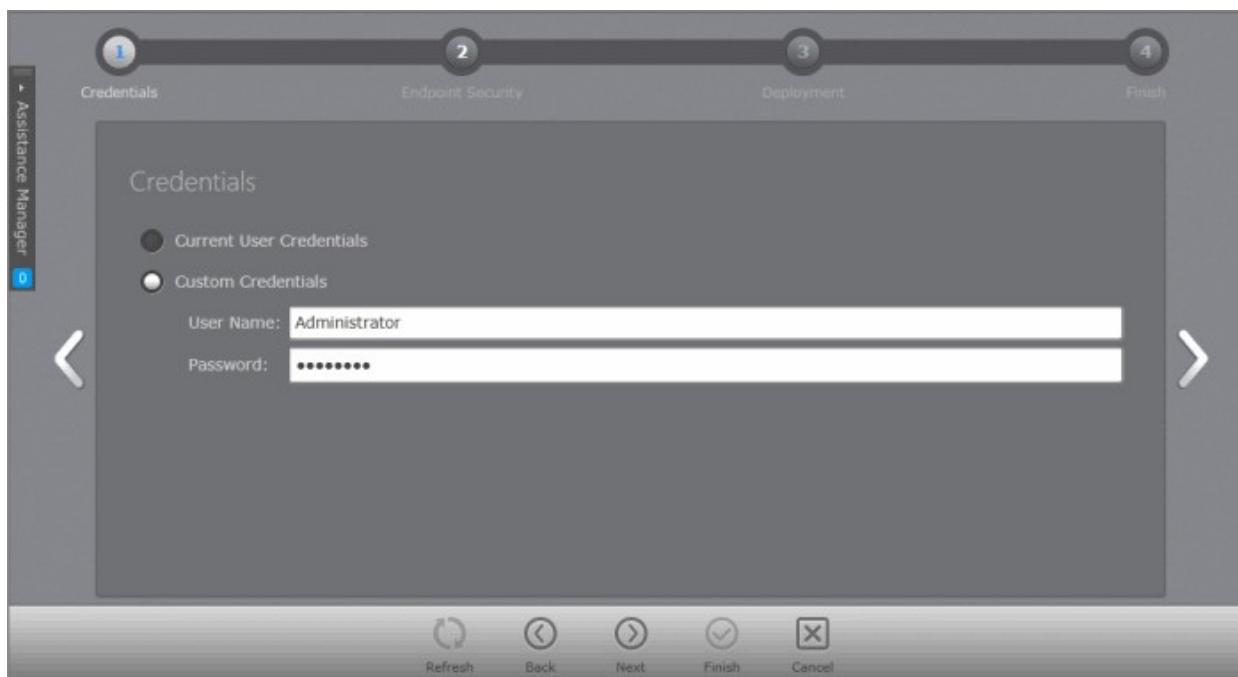 1 2 3 4
Credentials Endpoint Security Deployment Finish
Assistance Manager 0
Credentials
Current User Credentials
Custom Credentials
User Name: Administrator
Password: ••••••••
Refresh Back Next Finish Cancel